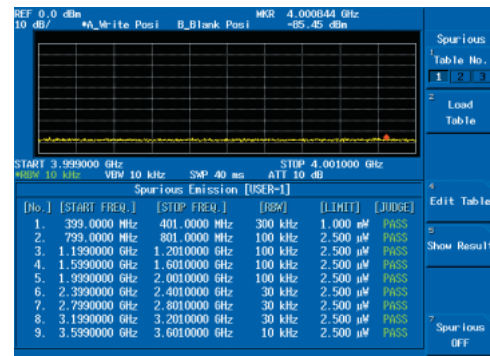 REF 0.0 dBm MKR 4.000844 GHz
10 dB/ *A_Write Posi B_Blank Posi -85.45 dBm
START 3.999000 GHz STOP 4.001000 GHz
*RBW 10 kHz VBW 10 kHz SWP 40 ms ATT 10 dB
Spurious Emission [USER-1]
[No.] [START FREQ.] [STOP FREQ.] [RBW] [LIMIT] [JUDGE]
1. 399.0000 MHz 401.0000 MHz 300 kHz 1.000 mW PASS
2. 799.0000 MHz 801.0000 MHz 100 kHz 2.500 µW PASS
3. 1.1990000 GHz 1.2010000 GHz 100 kHz 2.500 µW PASS
4. 1.5990000 GHz 1.6010000 GHz 100 kHz 2.500 µW PASS
5. 1.9990000 GHz 2.0010000 GHz 100 kHz 2.500 µW PASS
6. 2.3990000 GHz 2.4010000 GHz 30 kHz 2.500 µW PASS
7. 2.7990000 GHz 2.8010000 GHz 30 kHz 2.500 µW PASS
8. 3.1990000 GHz 3.2010000 GHz 30 kHz 2.500 µW PASS
9. 3.5990000 GHz 3.6010000 GHz 10 kHz 2.500 µW PASS
Spurious
1 Table No.
1 2 3
2 Load
Table
4 Edit Table
5 Show Result
7 Spurious
OFF